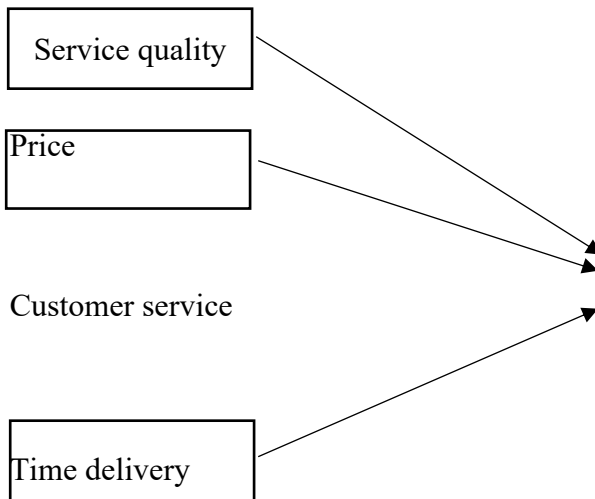 Service quality
Price
Customer service
Time delivery